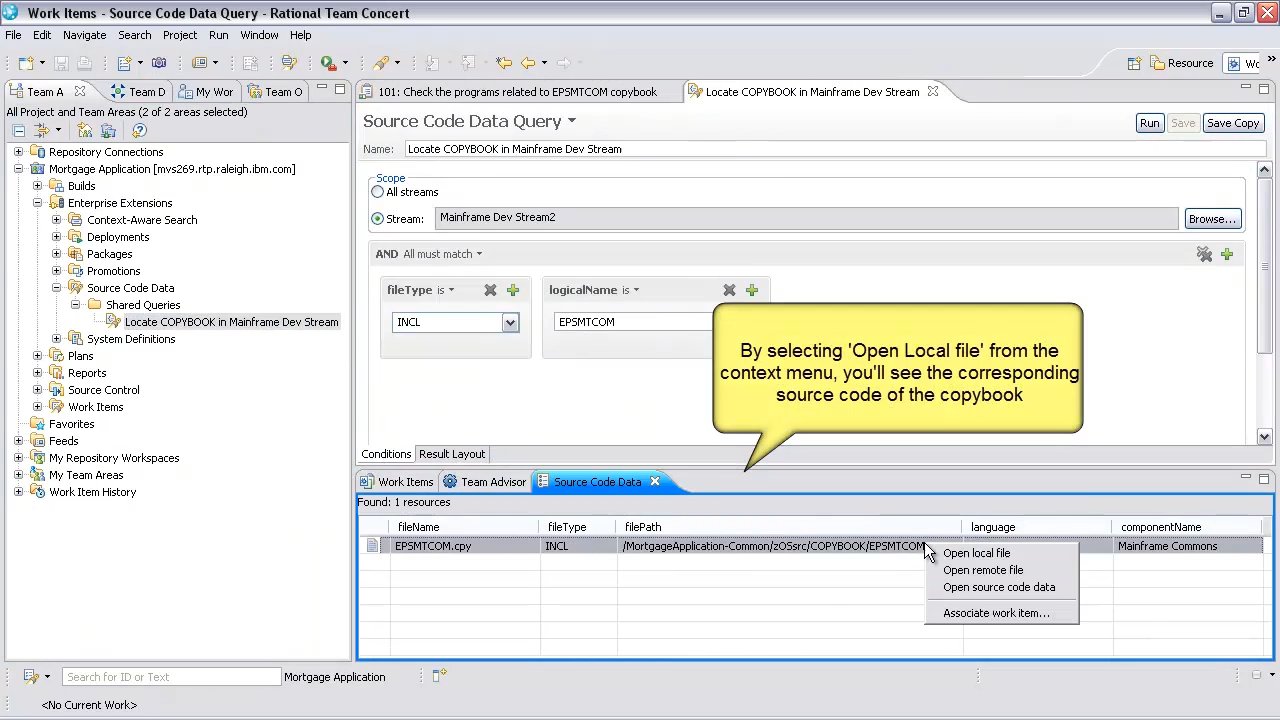 Work Items - Source Code Data Query - Rational Team Concert
File Edit Navigate Search Project Run Window Help
Resource Wo
Team A Team D My Wor Team O
All Project and Team Areas (2 of 2 areas selected)
Repository Connections
Mortgage Application [mvs269.rtp.raleigh.ibm.com]
Builds
Enterprise Extensions
Context-Aware Search
Deployments
Packages
Promotions
Source Code Data
Shared Queries
Locate COPYBOOK in Mainframe Dev Stream
System Definitions
Plans
Reports
Source Control
Work Items
Favorites
Feeds
My Repository Workspaces
My Team Areas
Work Item History
101: Check the programs related to EPSMTCOM copybook Locate COPYBOOK in Mainframe Dev Stream
Source Code Data Query Run Save Save Copy
Name: Locate COPYBOOK in Mainframe Dev Stream
Scope
All streams
Stream: Mainframe Dev Stream2 Browse...
AND All must match
fileType is logicalName is
INCL EPSMTCOM
By selecting 'Open Local file' from the
context menu, you'll see the corresponding
source code of the copybook
Conditions Result Layout
Work Items Team Advisor Source Code Data
Found: 1 resources
fileName fileType filePath language componentName
EPSMTCOM.cpy INCL /MortgageApplication-Common/zOSsrc/COPYBOOK/EPSMTCOM Mainframe Commons
Open local file
Open remote file
Open source code data
Associate work item...
Search for ID or Text Mortgage Application
<No Current Work>